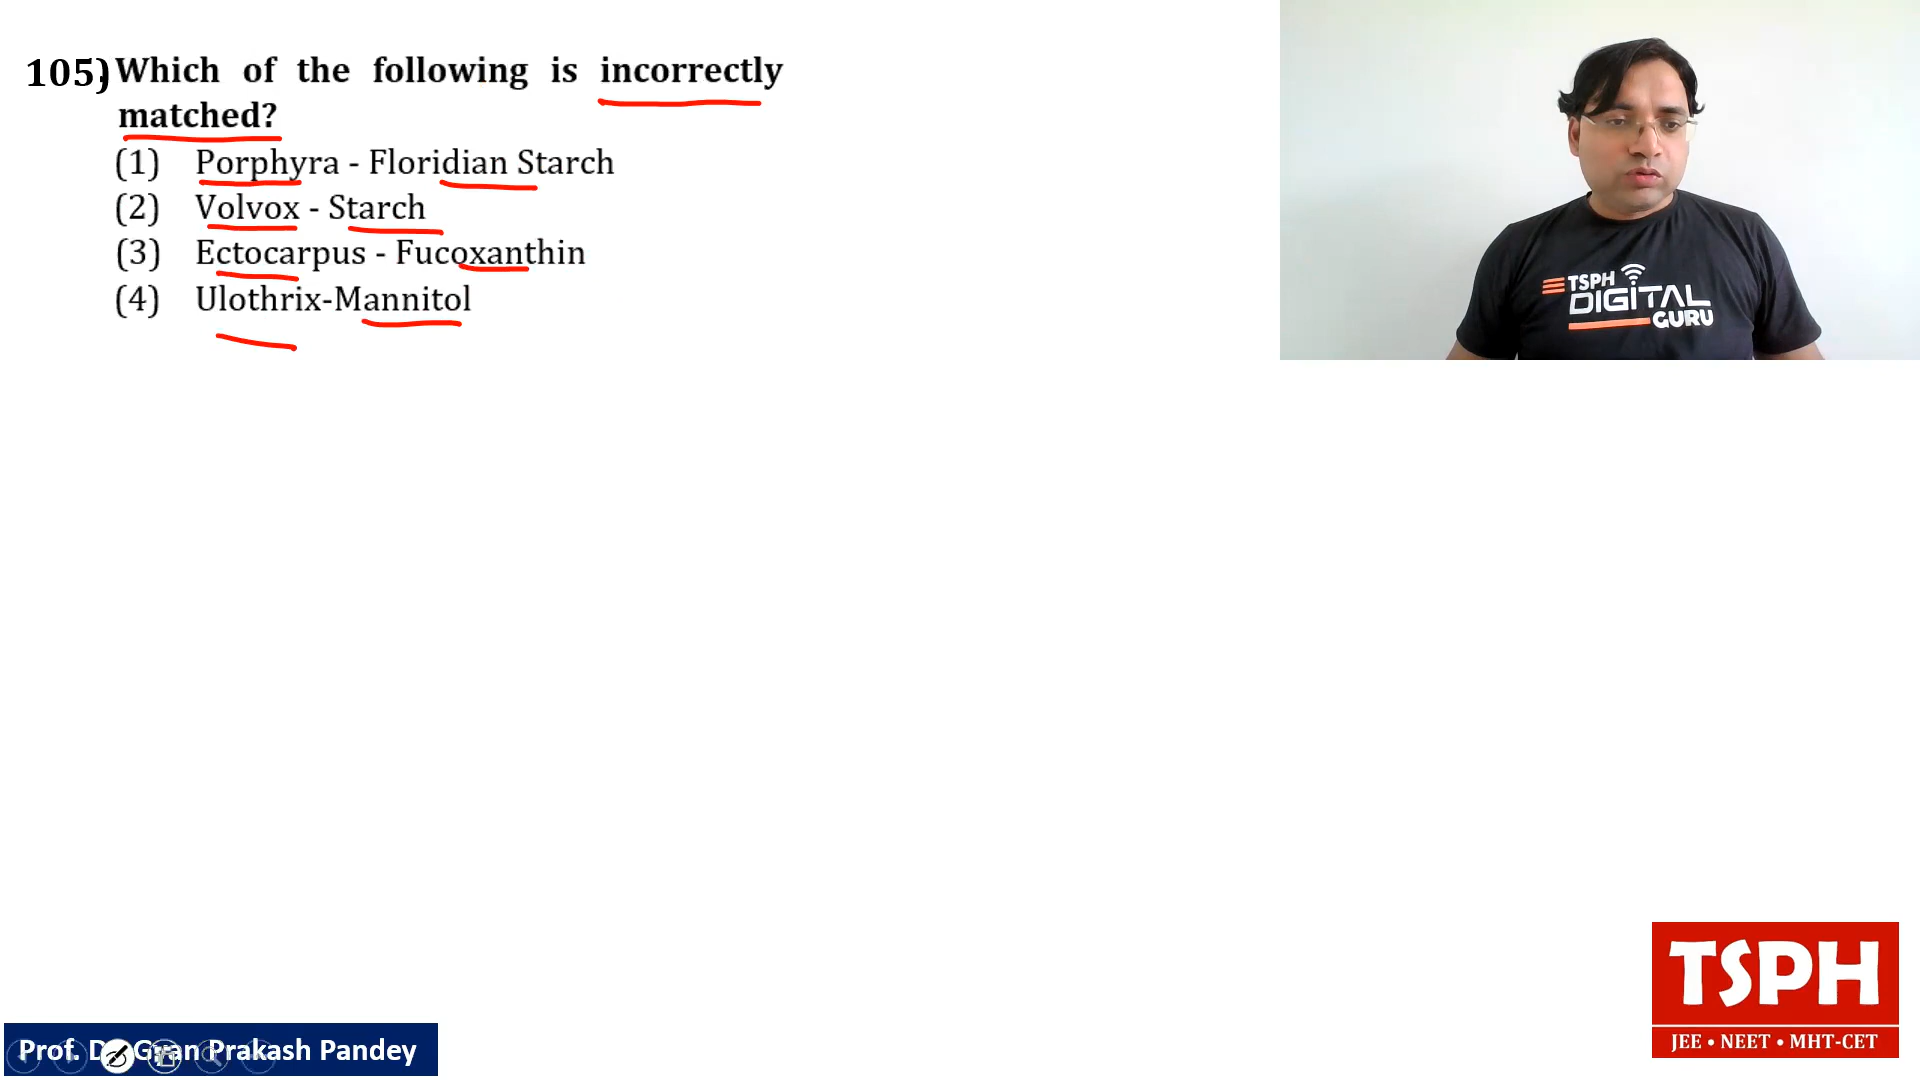 105) Which of the following is incorrectly
matched?
(1) Porphyra - Floridian Starch
(2) Volvox - Starch
(3) Ectocarpus - Fucoxanthin
(4) Ulothrix-Mannitol
TSPH
DIGITAL
GURU
TSPH
JEE • NEET • MHT-CET
Prof. Prakash Pandey